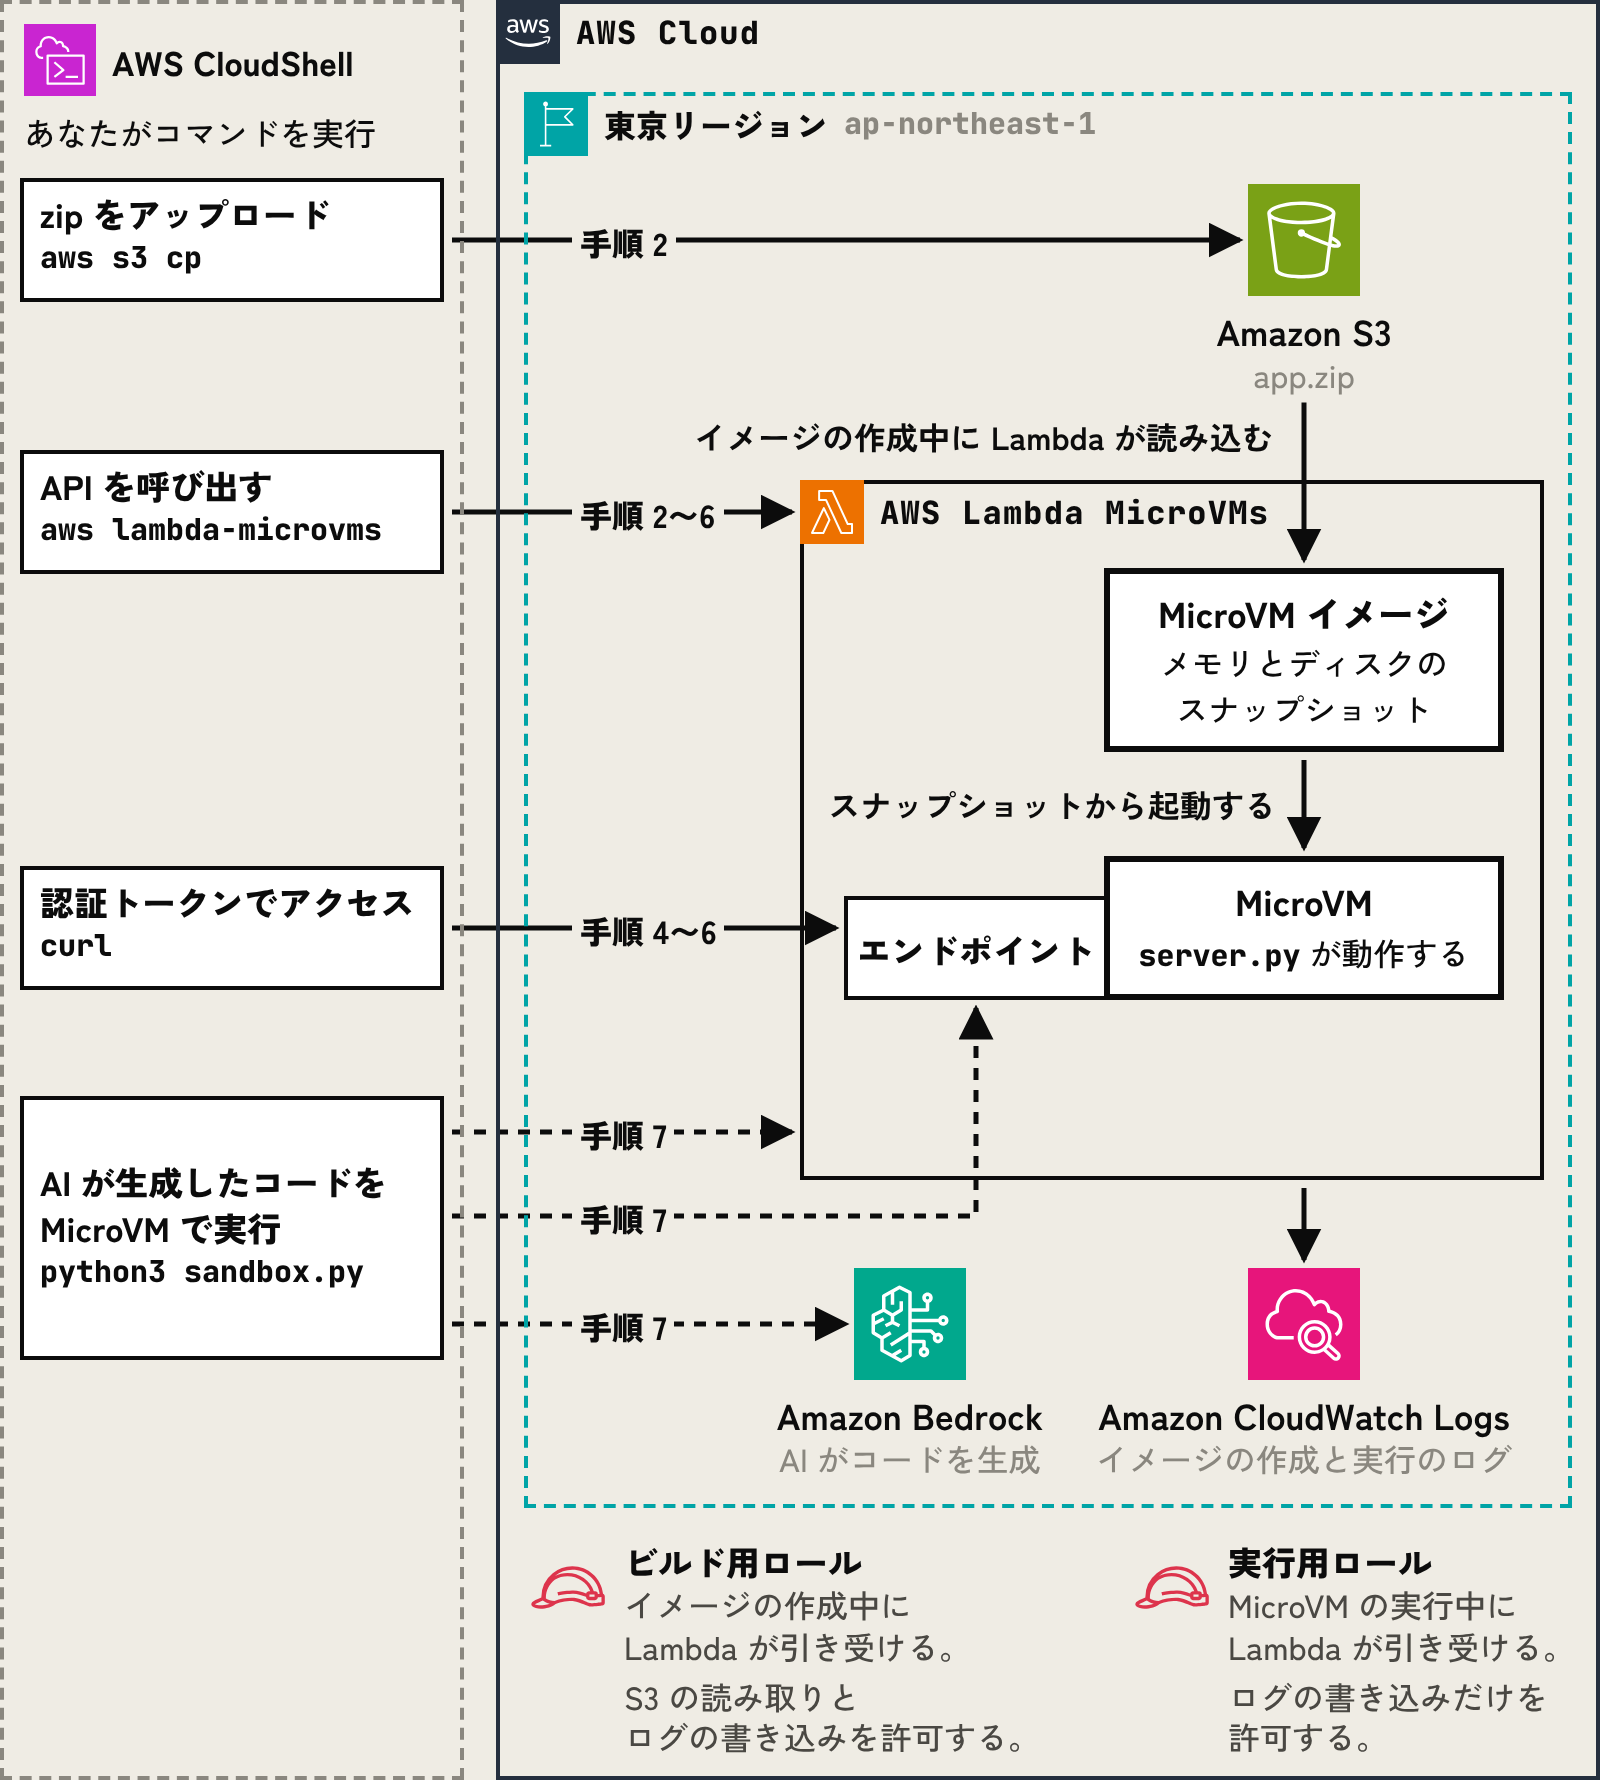 AWS CloudShell
あなたがコマンドを実行
zip をアップロード
aws s3 cp
API を呼び出す
aws lambda-microvms
認証トークンでアクセス
curl
AI が生成したコードを
MicroVM で実行
python3 sandbox.py
aws
AWS Cloud
東京リージョン ap-northeast-1
手順 2
Amazon S3
app.zip
イメージの作成中に Lambda が読み込む
手順 2〜6
AWS Lambda MicroVMs
MicroVM イメージ
メモリとディスクの
スナップショット
スナップショットから起動する
手順 4〜6
エンドポイント
MicroVM
server.py が動作する
手順 7
手順 7
手順 7
Amazon Bedrock
AI がコードを生成
Amazon CloudWatch Logs
イメージの作成と実行のログ
ビルド用ロール
イメージの作成中に
Lambda が引き受ける。
S3 の読み取りと
ログの書き込みを許可する。
実行用ロール
MicroVM の実行中に
Lambda が引き受ける。
ログの書き込みだけを
許可する。